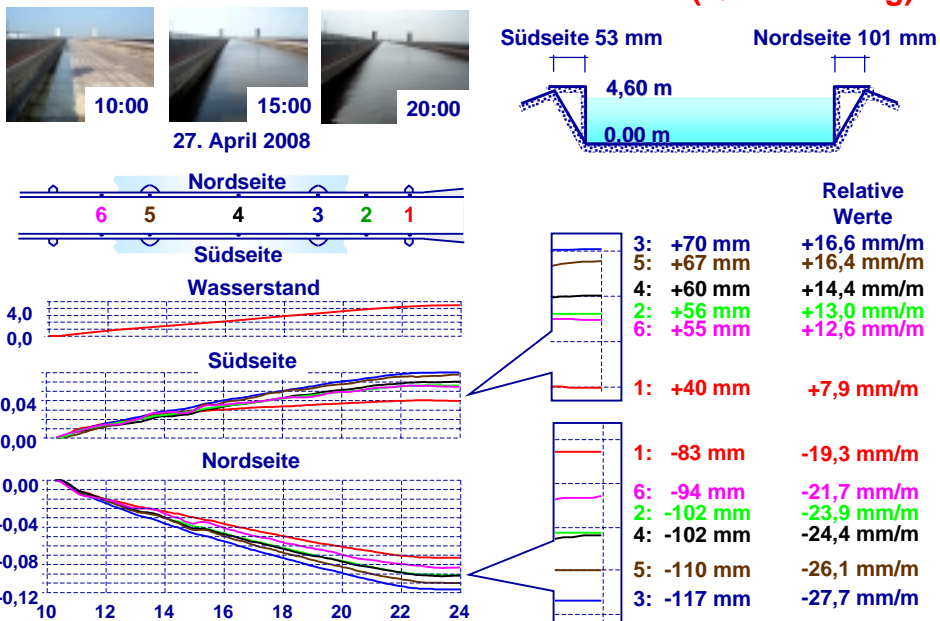 10:00
15:00
20:00
27. April 2008
Südseite 53 mm
Nordseite 101 mm
4,60 m
0,00 m
Nordseite
6 5 4 3 2 1
Südseite
Wasserstand
4,0
0,0
Südseite
0,04
0,00
Nordseite
0,00
-0,04
-0,08
-0,12
10 12 14 16 18 20 22 24
Relative
Werte
3: +70 mm +16,6 mm/m
5: +67 mm +16,4 mm/m
4: +60 mm +14,4 mm/m
2: +56 mm +13,0 mm/m
6: +55 mm +12,6 mm/m
1: +40 mm +7,9 mm/m
1: -83 mm -19,3 mm/m
6: -94 mm -21,7 mm/m
2: -102 mm -23,9 mm/m
4: -102 mm -24,4 mm/m
5: -110 mm -26,1 mm/m
3: -117 mm -27,7 mm/m